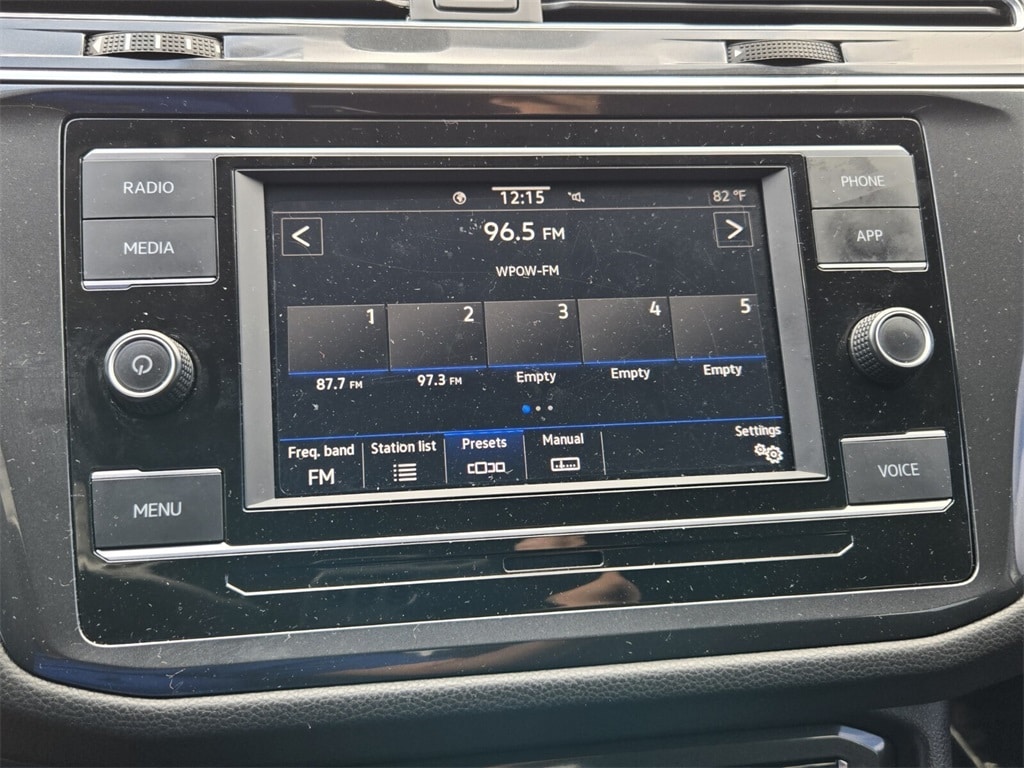 RADIO
MEDIA
MENU
12:15
82 °F
<
96.5 FM
>
WPOW-FM
1 2 3 4 5
87.7 FM 97.3 FM Empty Empty Empty
Freq. band Station list Presets Manual Settings
FM
PHONE
APP
VOICE